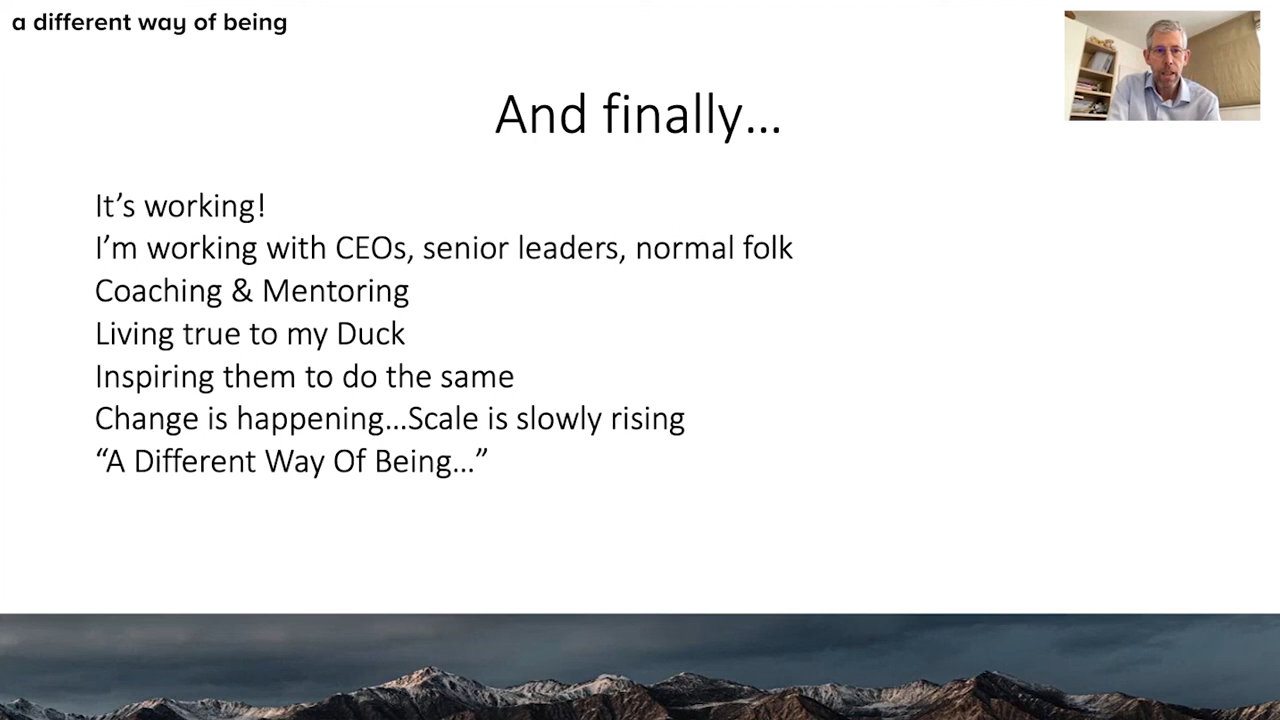 a different way of being
And finally…
It’s working!
I’m working with CEOs, senior leaders, normal folk
Coaching & Mentoring
Living true to my Duck
Inspiring them to do the same
Change is happening…Scale is slowly rising
“A Different Way Of Being…”